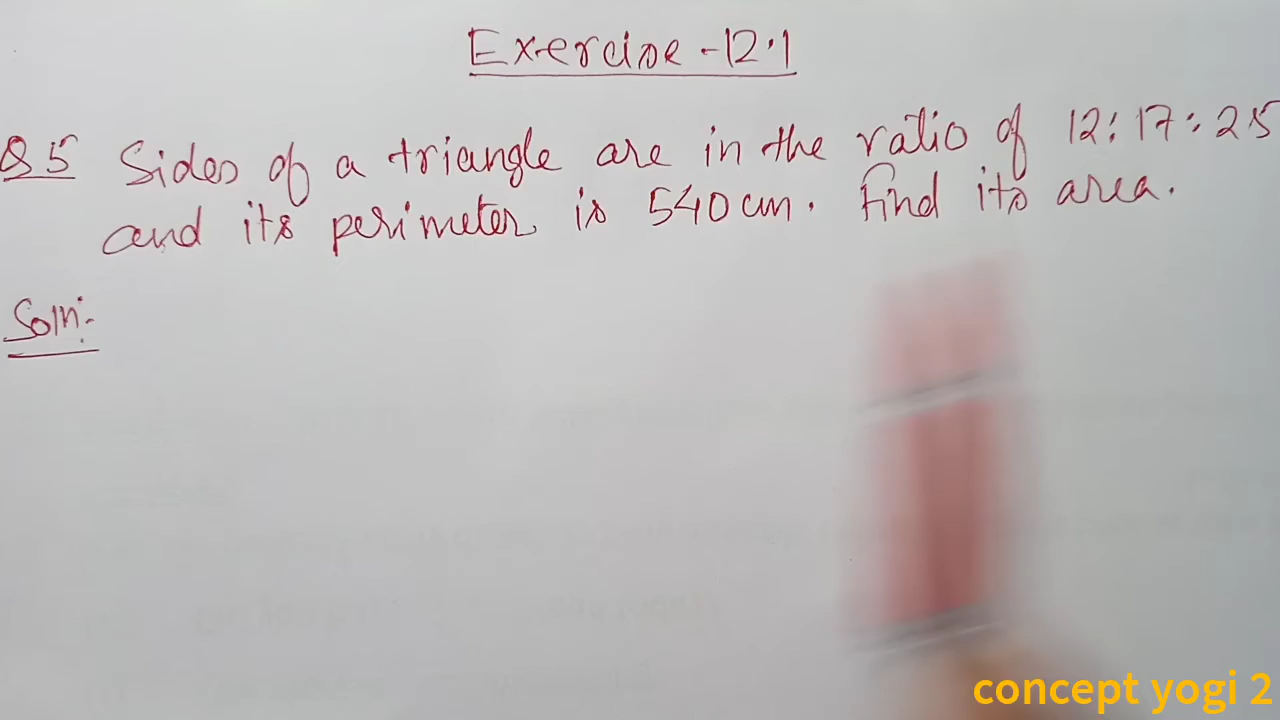 Exercise - 12.1
Q5 Sides of a triangle are in the ratio of 12:17:25
and its perimeter is 540 cm. Find its area.
Soln:-
concept yogi 2